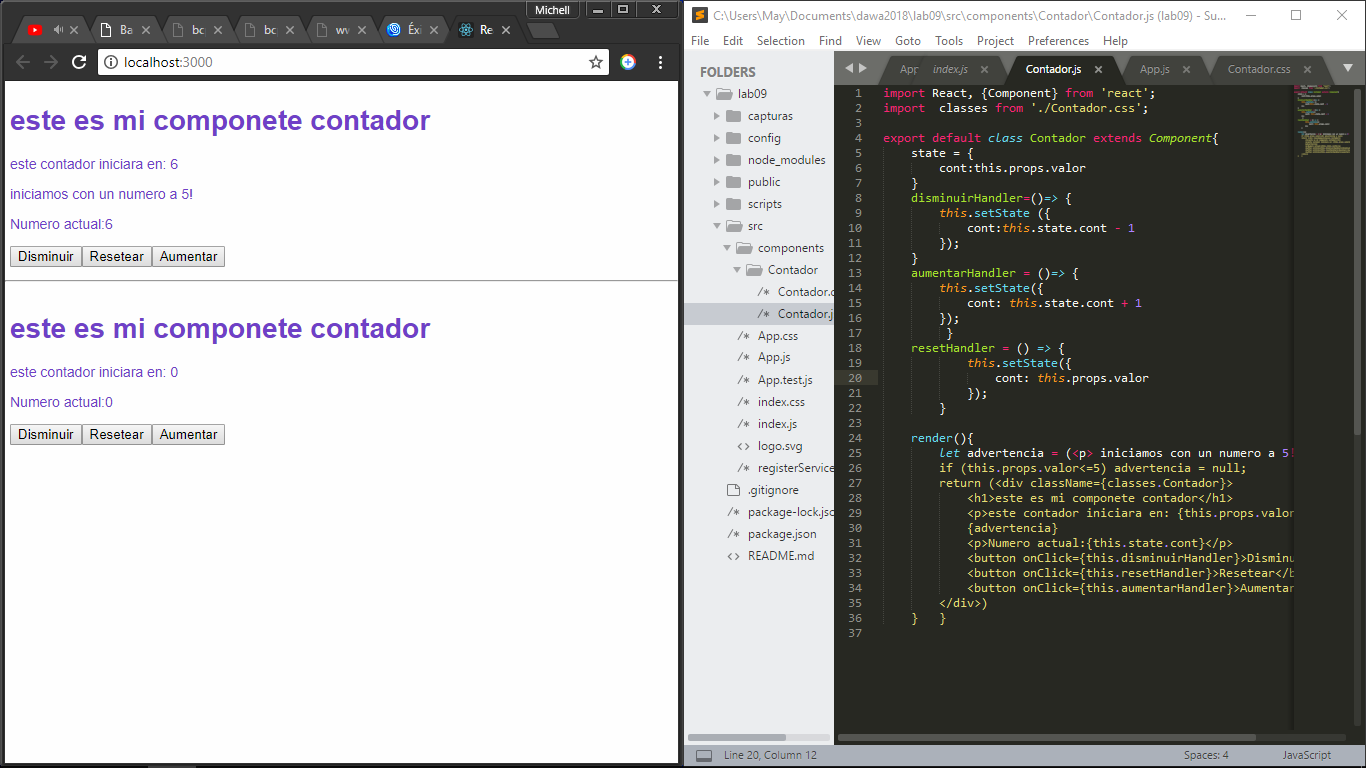 Michell
Ba
bc
bc
wv
Éxi
Re
localhost:3000
este es mi componete contador
este contador iniciara en: 6
iniciamos con un numero a 5!
Numero actual:6
Disminuir Resetear Aumentar
este es mi componete contador
este contador iniciara en: 0
Numero actual:0
Disminuir Resetear Aumentar
C:\Users\May\Documents\dawa2018\lab09\src\components\Contador\Contador.js (lab09) - Su...
File Edit Selection Find View Goto Tools Project Preferences Help
FOLDERS
lab09
capturas
config
node_modules
public
scripts
src
components
Contador
/* Contador.c
/* Contador.j
/* App.css
/* App.js
/* App.test.js
/* index.css
/* index.js
<> logo.svg
/* registerService
.gitignore
/* package-lock.jsc
/* package.json
<> README.md
App index.js Contador.js App.js Contador.css
1 import React, {Component} from 'react';
2 import  classes from './Contador.css';
3
4 export default class Contador extends Component{
5     state = {
6         cont:this.props.valor
7     }
8     disminuirHandler=()=> {
9         this.setState ({
10             cont:this.state.cont - 1
11         });
12     }
13     aumentarHandler = ()=> {
14         this.setState({
15             cont: this.state.cont + 1
16         });
17          }
18     resetHandler = () => {
19             this.setState({
20                 cont: this.props.valor
21             });
22         }
23
24     render(){
25         let advertencia = (<p> iniciamos con un numero a 5!
26         if (this.props.valor<=5) advertencia = null;
27         return (<div className={classes.Contador}>
28             <h1>este es mi componete contador</h1>
29             <p>este contador iniciara en: {this.props.valor
30             {advertencia}
31             <p>Numero actual:{this.state.cont}</p>
32             <button onClick={this.disminuirHandler}>Disminu
33             <button onClick={this.resetHandler}>Resetear</b
34             <button onClick={this.aumentarHandler}>Aumentar
35         </div>)
36     }   }
37
Line 20, Column 12 Spaces: 4 JavaScript